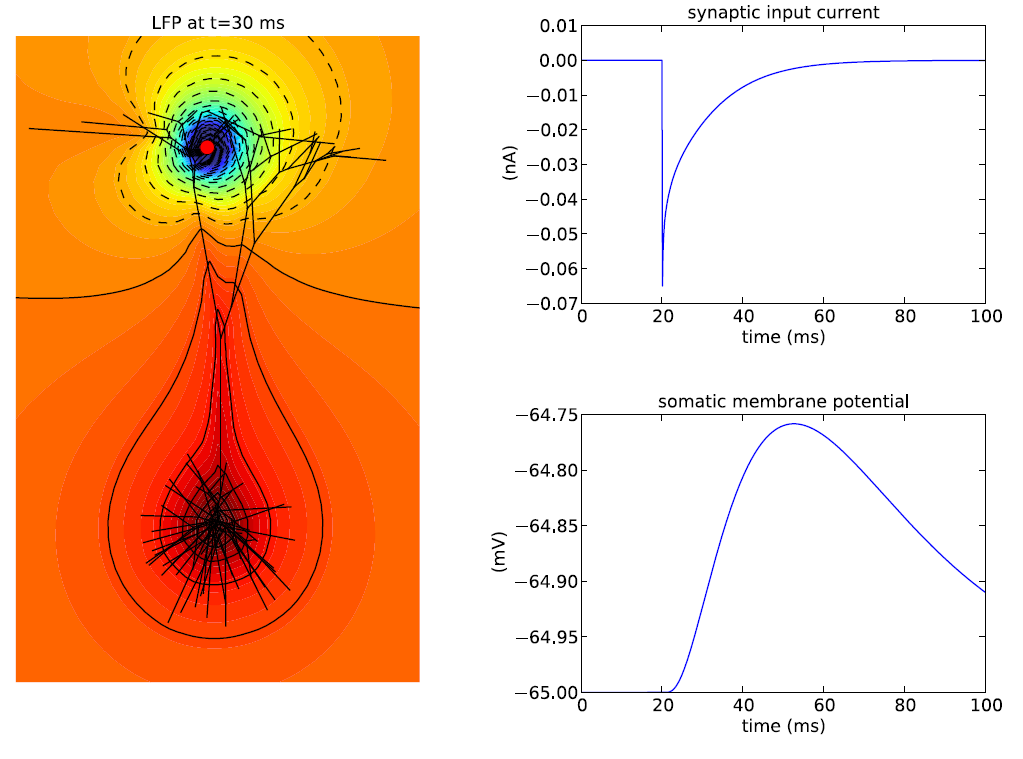 LFP at t=30 ms
synaptic input current
0.01
0.00
−0.01
−0.02
−0.03
−0.04
−0.05
−0.06
−0.07
(nA)
0 20 40 60 80 100
time (ms)
somatic membrane potential
−64.75
−64.80
−64.85
−64.90
−64.95
−65.00
(mV)
0 20 40 60 80 100
time (ms)